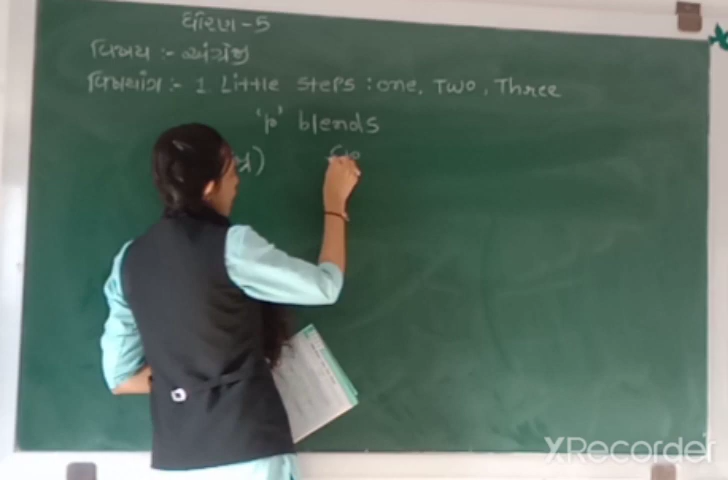 ધોરણ - 5
વિષય :- અંગ્રેજી
વિષયાંગ :- 1 Little steps : one, Two, Three
'p' blends
XRecorder